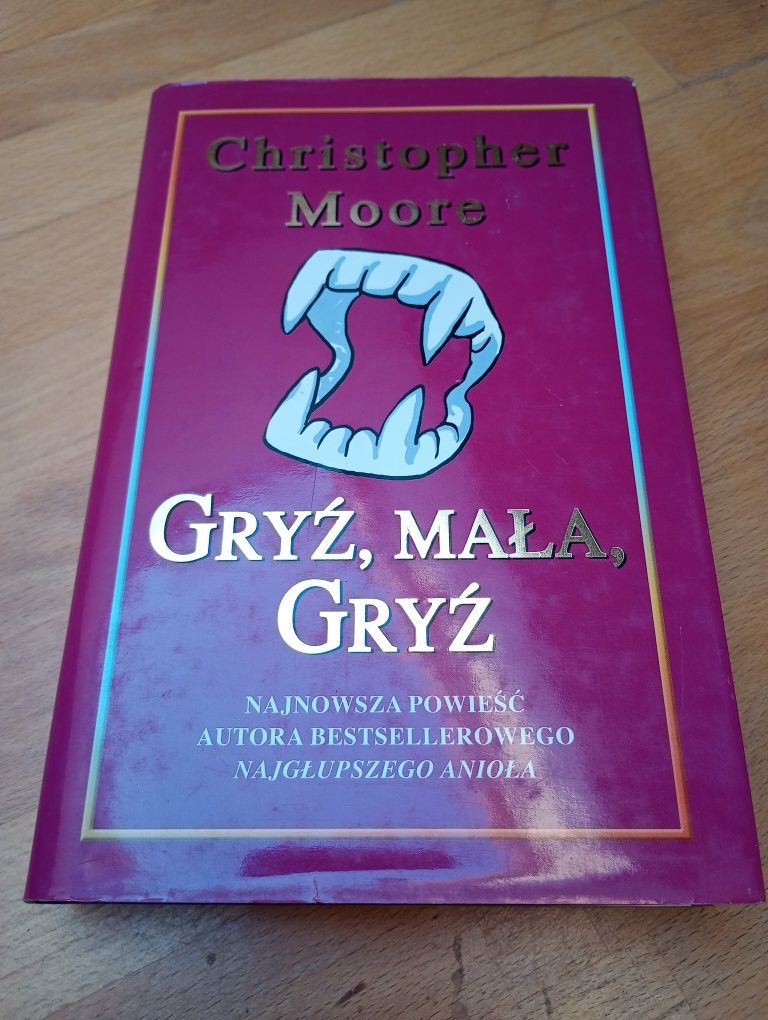 Christopher
Moore
GRYŹ, MAŁA,
GRYŹ
NAJNOWSZA POWIEŚĆ
AUTORA BESTSELLEROWEGO
NAJGŁUPSZEGO ANIOŁA